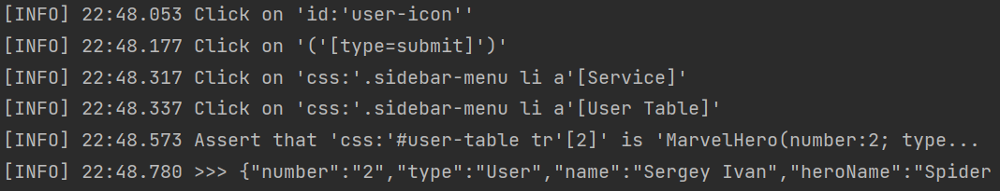 [INFO] 22:48.053 Click on 'id:'user-icon''
[INFO] 22:48.177 Click on '('[type=submit]')'
[INFO] 22:48.317 Click on 'css:'.sidebar-menu li a'[Service]'
[INFO] 22:48.337 Click on 'css:'.sidebar-menu li a'[User Table]'
[INFO] 22:48.573 Assert that 'css:'#user-table tr'[2]' is 'MarvelHero(number:2; type...
[INFO] 22:48.780 >>> {"number":"2","type":"User","name":"Sergey Ivan","heroName":"Spider